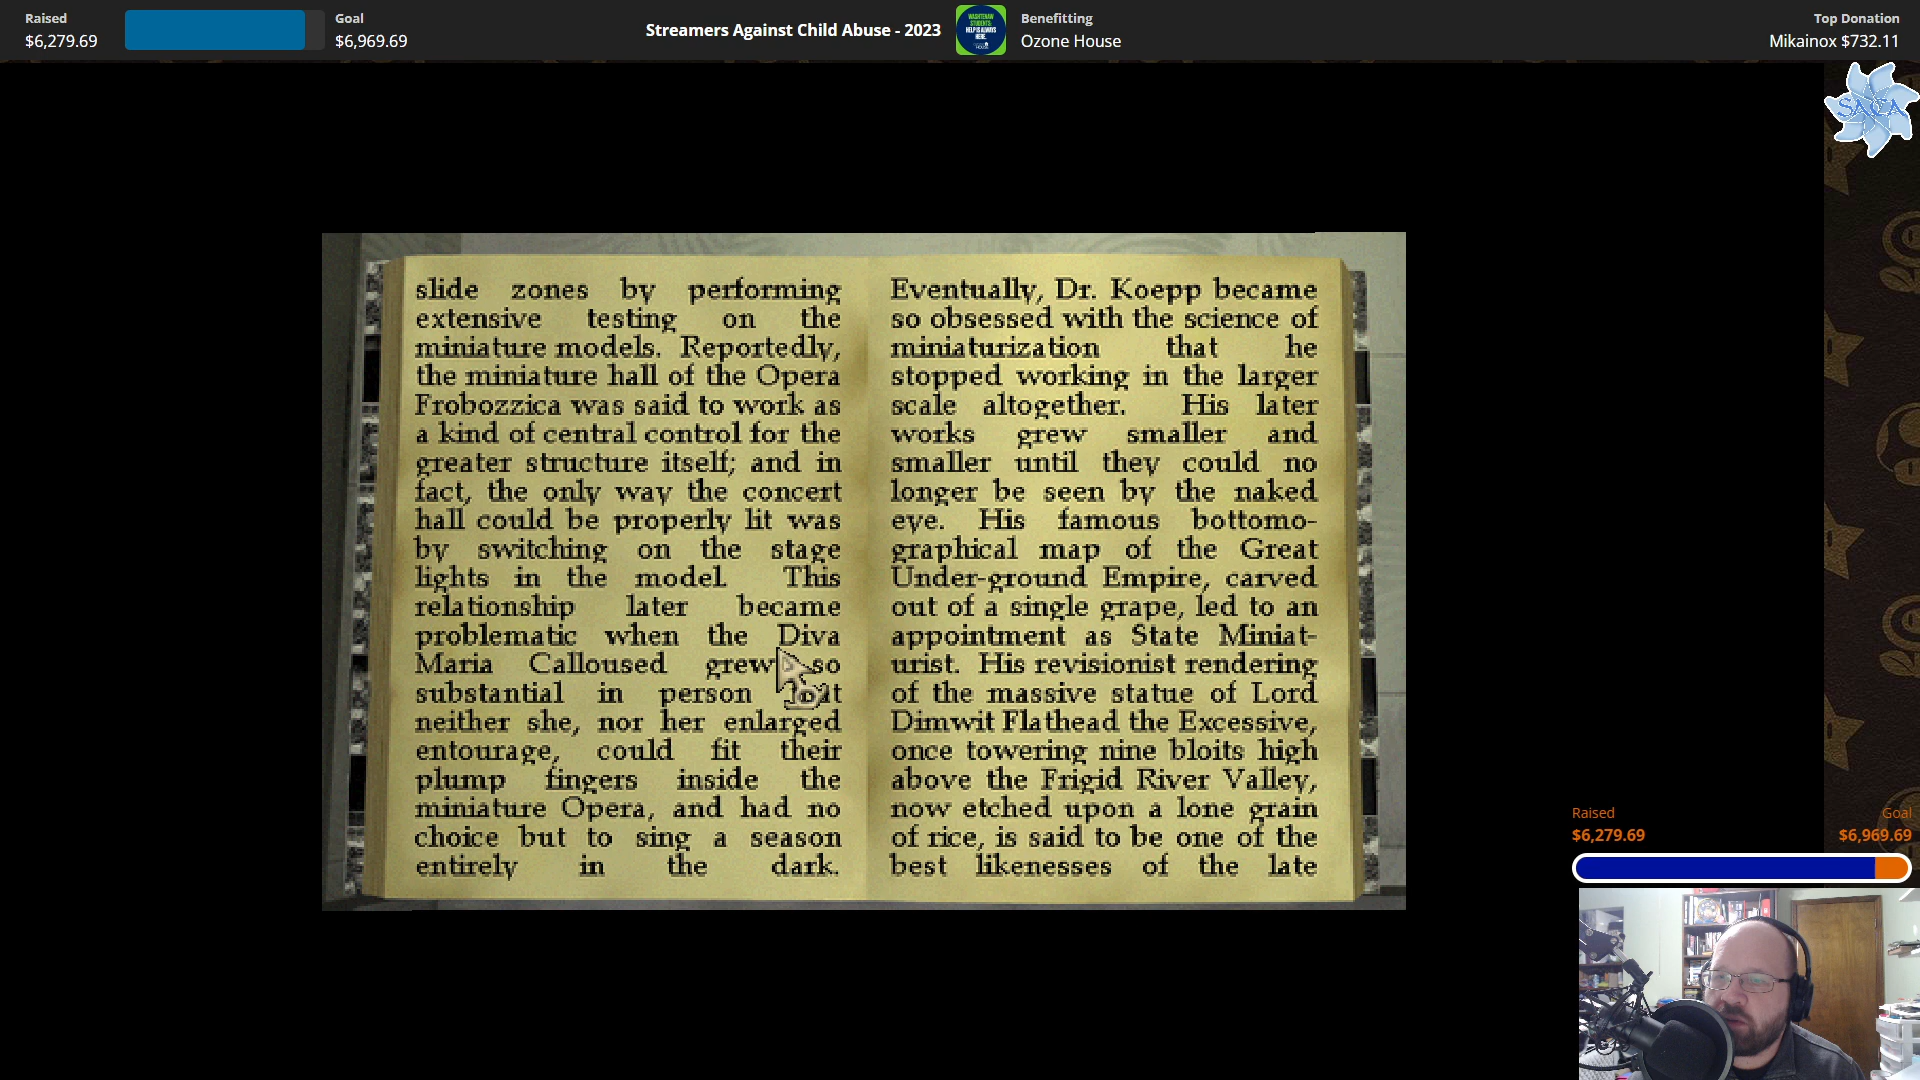 Raised
$6,279.69
Goal
$6,969.69
Streamers Against Child Abuse - 2023
WASHTENAW
STUDENTS:
HELP IS ALWAYS
HERE.
Benefitting
Ozone House
Top Donation
Mikainox $732.11
SACA
slide zones by performing
extensive testing on the
miniature models. Reportedly,
the miniature hall of the Opera
Frobozzica was said to work as
a kind of central control for the
greater structure itself; and in
fact, the only way the concert
hall could be properly lit was
by switching on the stage
lights in the model. This
relationship later became
problematic when the Diva
Maria Calloused grew so
substantial in person that
neither she, nor her enlarged
entourage, could fit their
plump fingers inside the
miniature Opera, and had no
choice but to sing a season
entirely in the dark.
Eventually, Dr. Koepp became
so obsessed with the science of
miniaturization that he
stopped working in the larger
scale altogether. His later
works grew smaller and
smaller until they could no
longer be seen by the naked
eye. His famous bottomo-
graphical map of the Great
Under-ground Empire, carved
out of a single grape, led to an
appointment as State Miniat-
urist. His revisionist rendering
of the massive statue of Lord
Dimwit Flathead the Excessive,
once towering nine bloits high
above the Frigid River Valley,
now etched upon a lone grain
of rice, is said to be one of the
best likenesses of the late
Raised
$6,279.69
Goal
$6,969.69